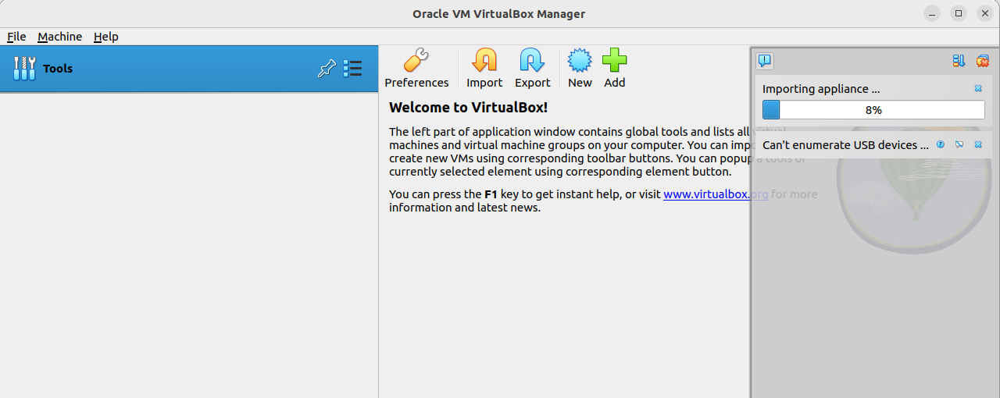 Oracle VM VirtualBox Manager
File Machine Help
Tools
Preferences Import Export New Add
Welcome to VirtualBox!
The left part of application window contains global tools and lists all virtual
machines and virtual machine groups on your computer. You can
create new VMs using corresponding toolbar buttons. You can popup a tools of
currently selected element using corresponding element button.
You can press the F1 key to get instant help, or visit www.virtualbox.org for more
information and latest news.
Importing appliance ...
8%
Can't enumerate USB devices ...